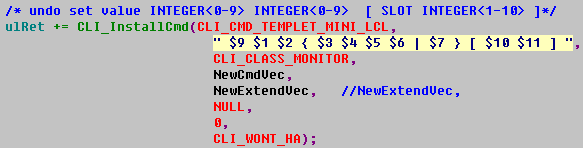 /* undo set value INTEGER<0-9> INTEGER<0-9>  [ SLOT INTEGER<1-10> ]*/
ulRet += CLI_InstallCmd(CLI_CMD_TEMPLET_MINI_LCL,
" $9 $1 $2 { $3 $4 $5 $6 | $7 } [ $10 $11 ] ",
CLI_CLASS_MONITOR,
NewCmdVec,
NewExtendVec,   //NewExtendVec,
NULL,
0,
CLI_WONT_HA);